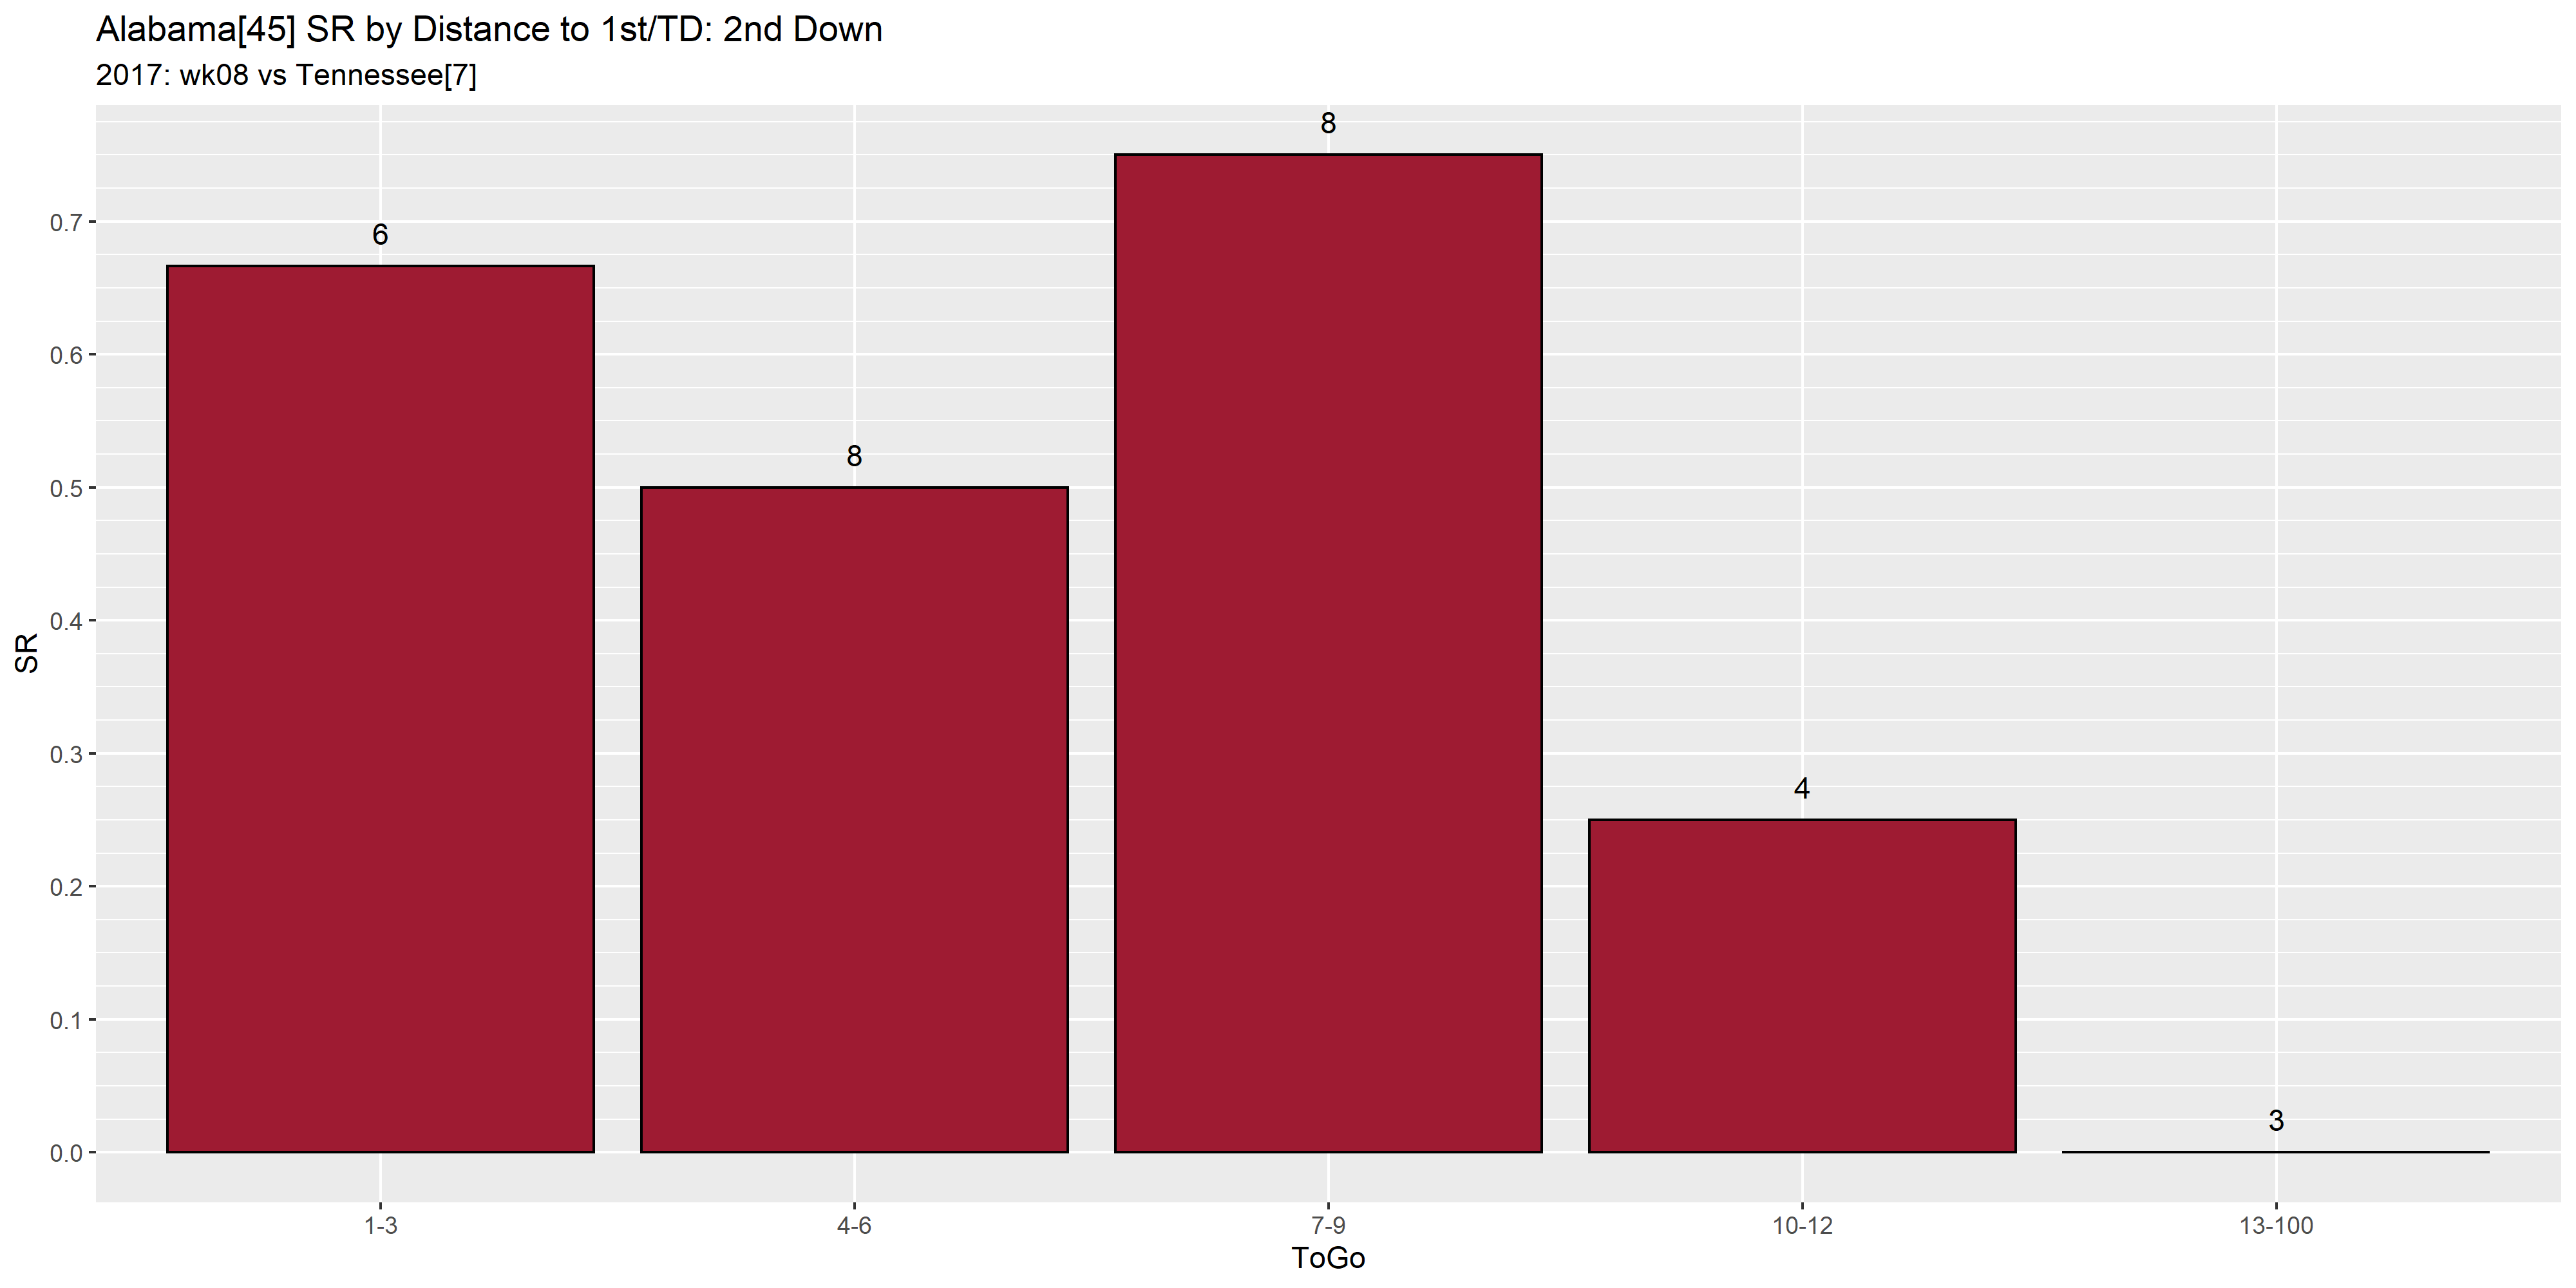 Alabama[45] SR by Distance to 1st/TD: 2nd Down
2017: wk08 vs Tennessee[7]
8
6
0.7
0.6
8
0.5
0.4
SR
0.3
4
0.2
0.1
3
0.0
1-3 4-6 7-9 10-12 13-100
ToGo